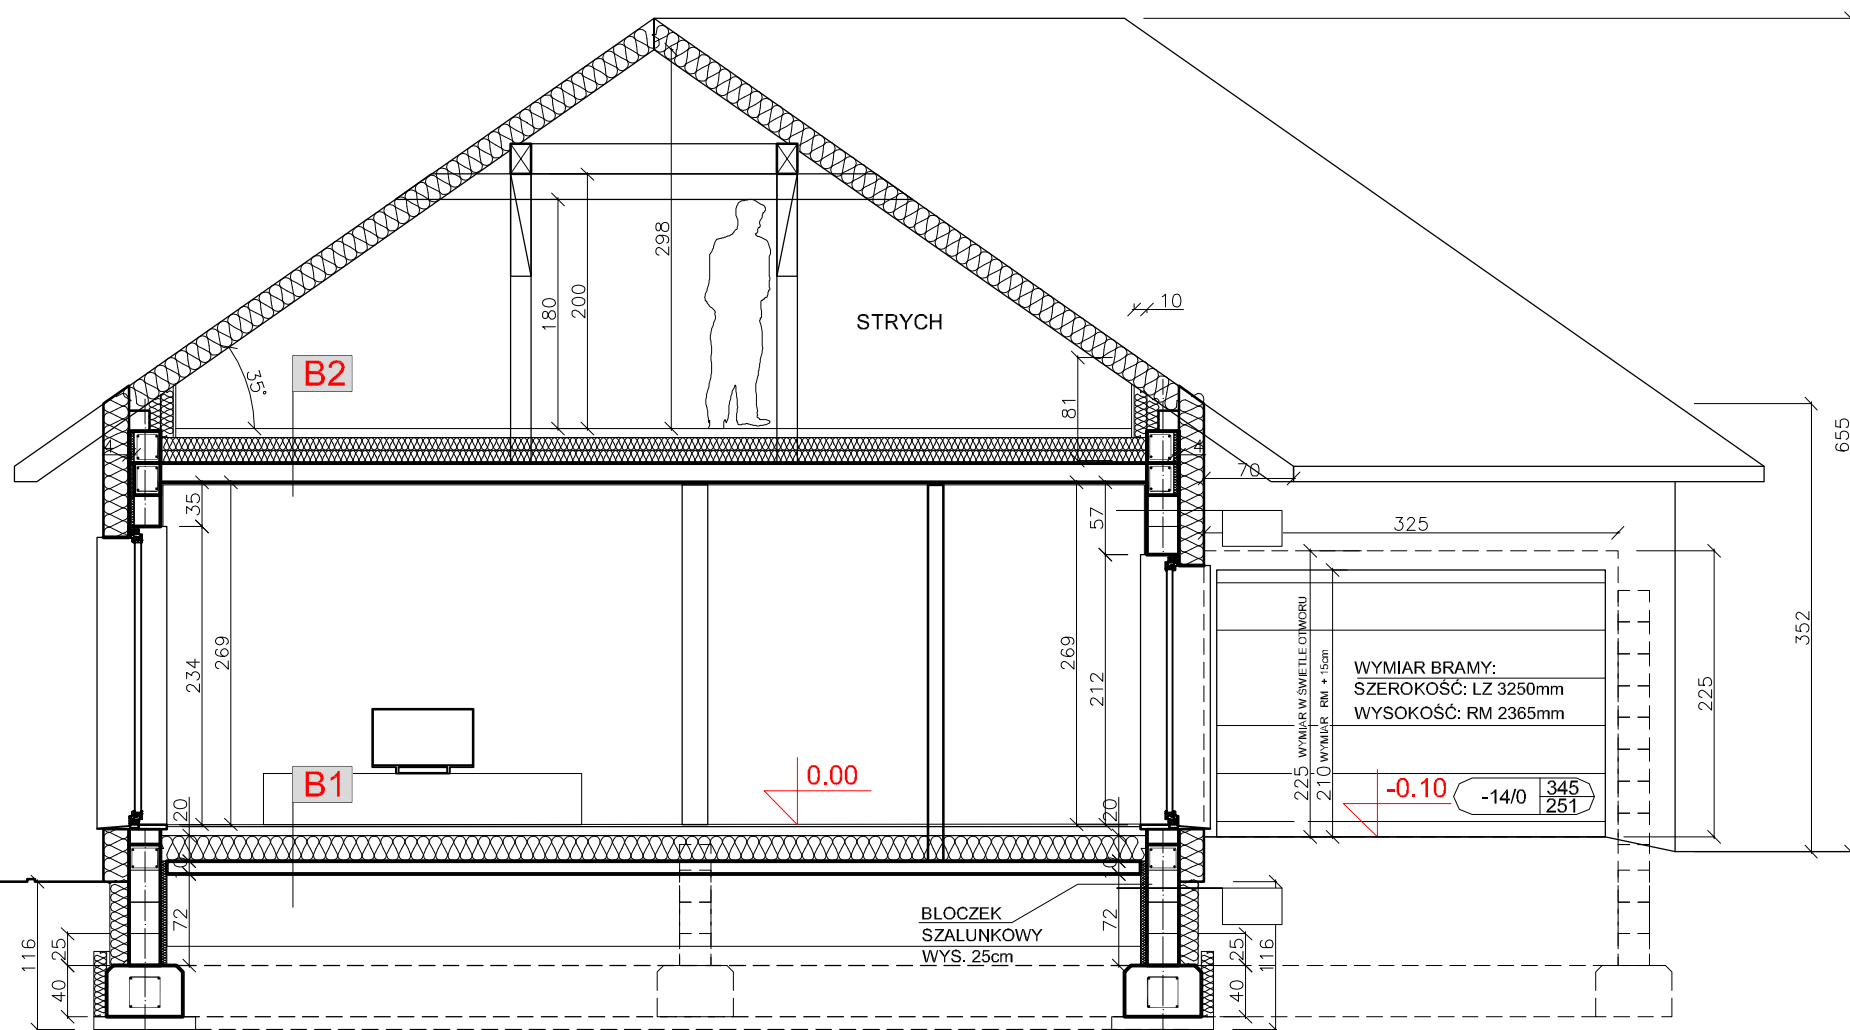 655
298
180
200
STRYCH
10
35°
B2
81
70
35
57
325
234
269
269
212
352
225
225 WYMIAR W ŚWIETLE OTWORU
210 WYMIAR RM + 15cm
WYMIAR BRAMY:
SZEROKOŚĆ: LZ 3250mm
WYSOKOŚĆ: RM 2365mm
B1
0.00
-0.10
-14/0
345
251
20
20
72
72
BLOCZEK
SZALUNKOWY
WYS. 25cm
116
25
40
25
40
116